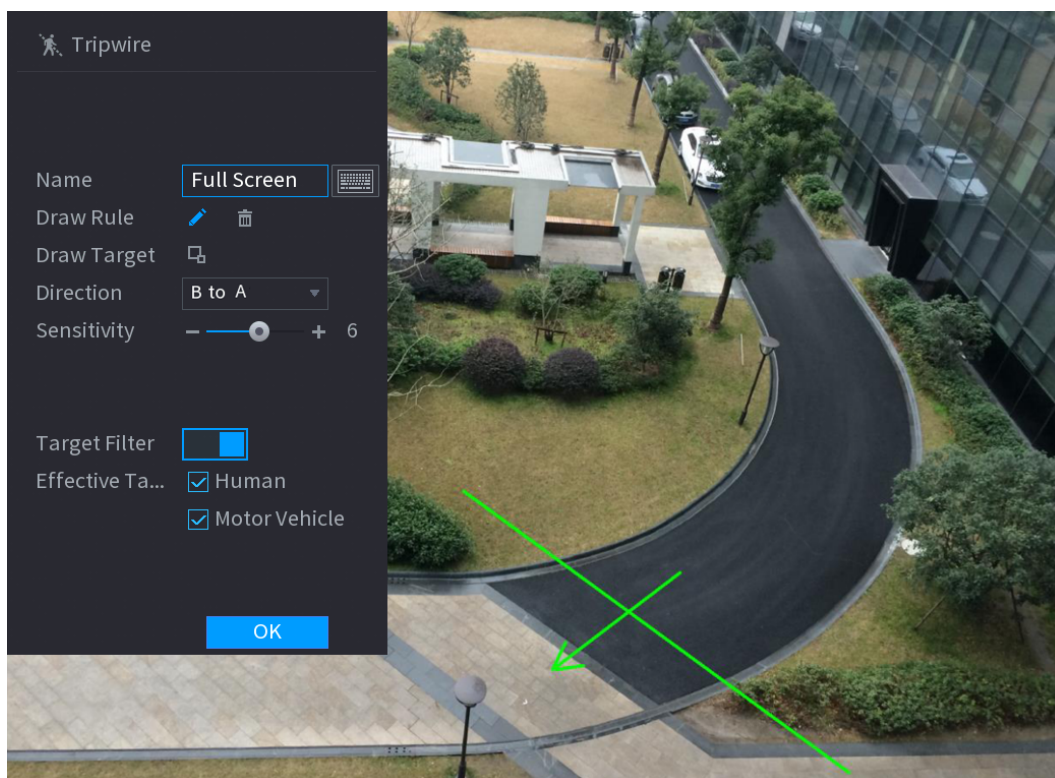 Tripwire
Name Full Screen
Draw Rule
Draw Target
Direction B to A
Sensitivity 6
Target Filter
Effective Ta... Human
Motor Vehicle
OK